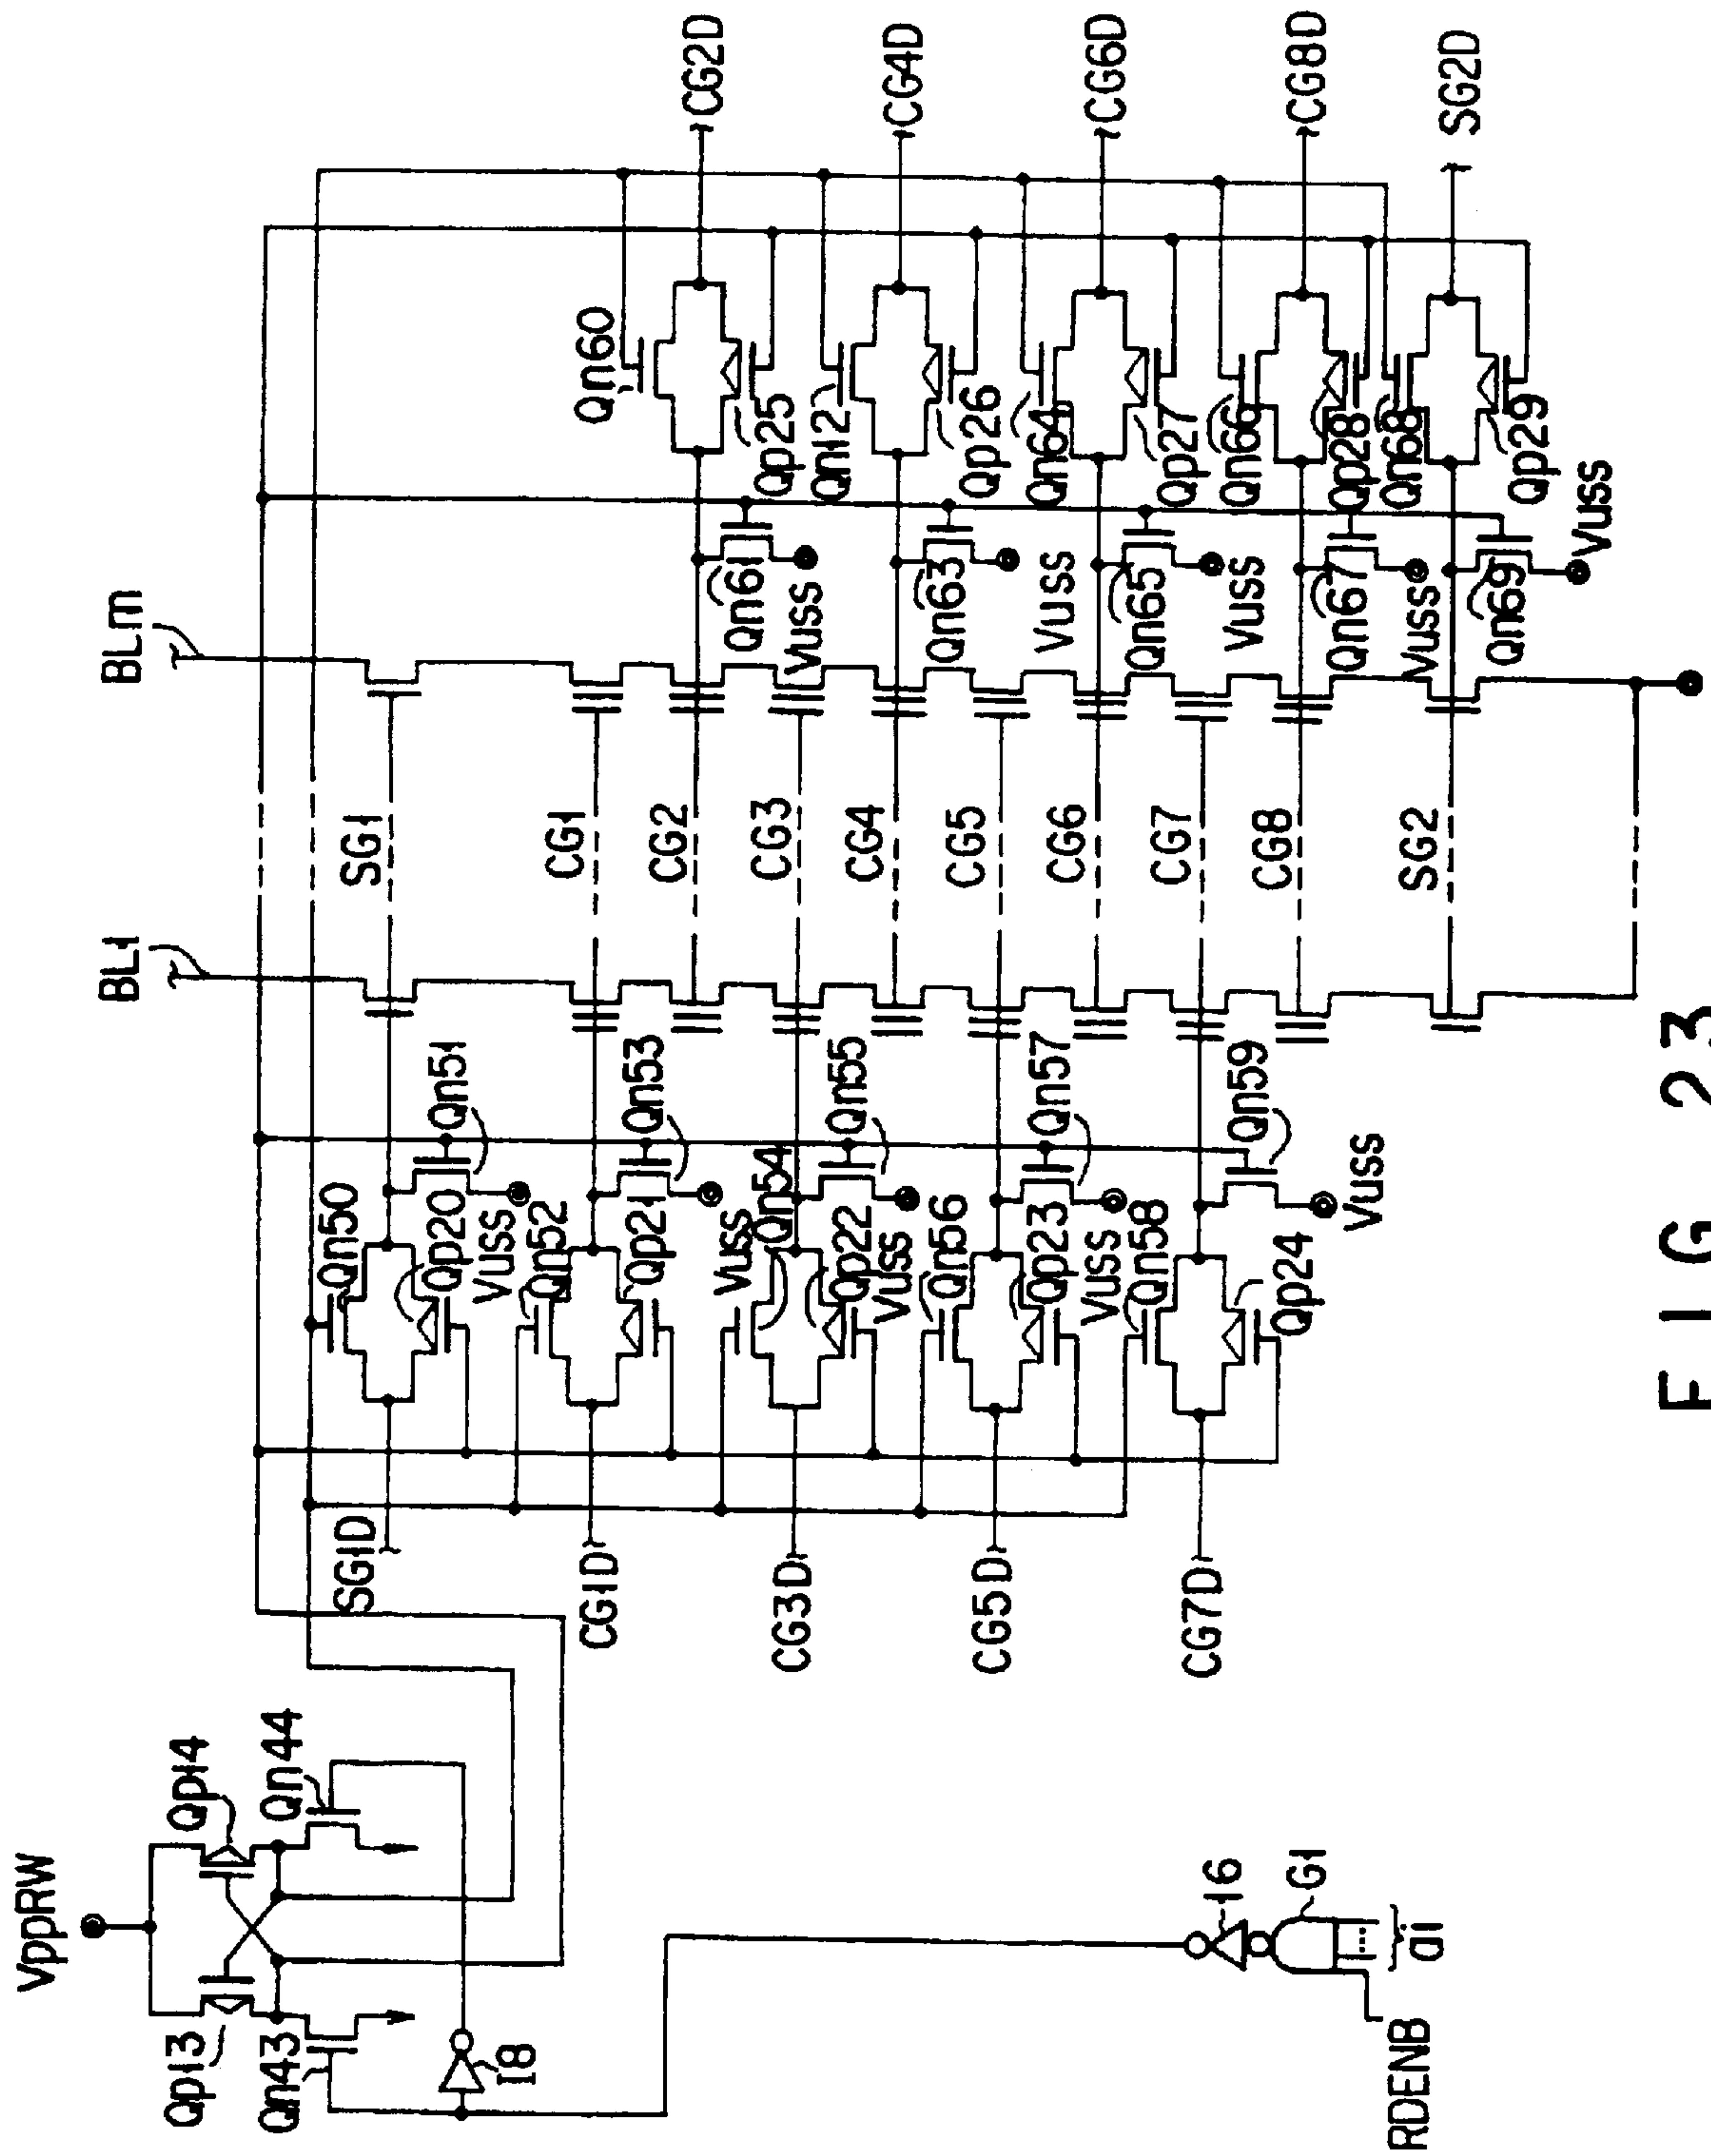 VppRW
Qp13
Qp14
Qn43
Qn44
I8
I6
G1
ai
RDENB
BL1
BLm
SG1D
CG1D
CG3D
CG5D
CG7D
Qn50
Qn51
Qp20
Vuss
Qn52
Qn53
Qp21
Vuss
Qn54
Qn55
Qp22
Vuss
Qn56
Qn57
Qp23
Vuss
Qn58
Qn59
Qp24
Vuss
SG1
CG1
CG2
CG3
CG4
CG5
CG6
CG7
CG8
SG2
Qn60
Qn61
Qp25
Vuss
Qn12
Qn63
Qp26
Vuss
Qn64
Qn65
Qp27
Vuss
Qn66
Qn67
Qp28
Vuss
Qn68
Qn69
Qp29
Vuss
CG2D
CG4D
CG6D
CG8D
SG2D
FIG 23